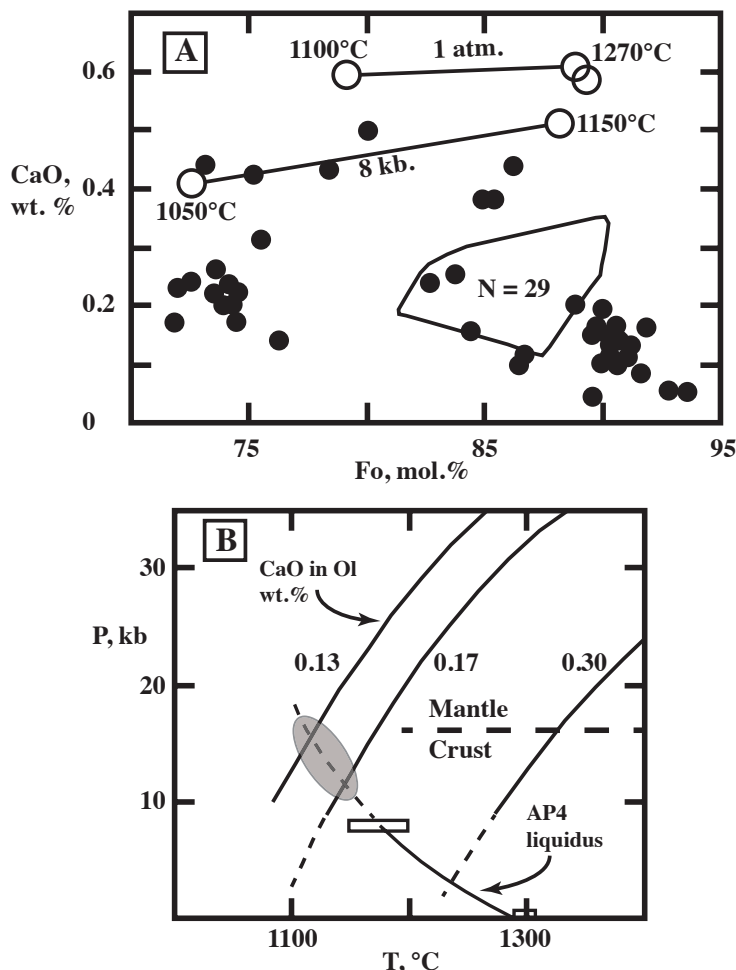 A
1100°C
1 atm.
1270°C
0.6
1150°C
CaO,
wt. %
0.4
8 kb.
1050°C
N = 29
0.2
0
75
85
95
Fo, mol.%
B
CaO in Ol
wt.%
30
P, kb
0.13
0.17
0.30
20
Mantle
Crust
10
AP4
liquidus
1100
1300
T, °C